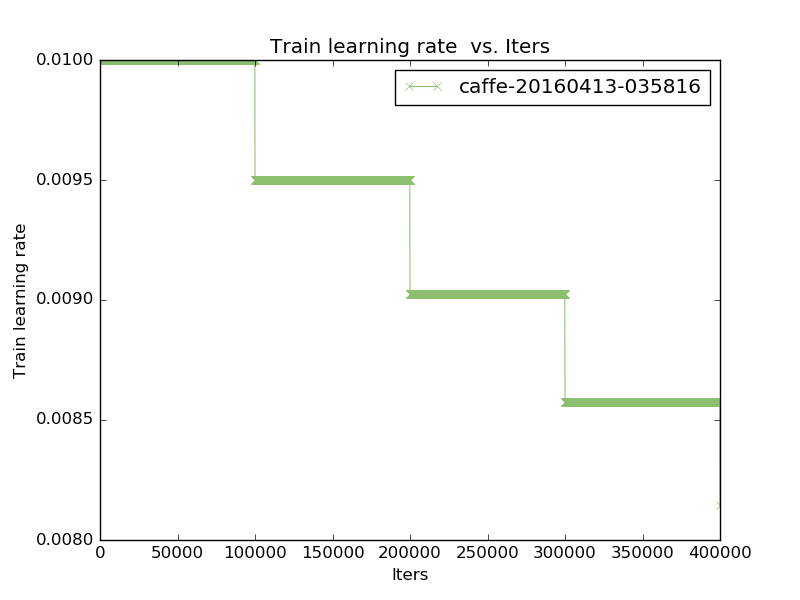 Train learning rate  vs. Iters
caffe-20160413-035816
0.0100
0.0095
0.0090
0.0085
0.0080
Train learning rate
0 50000 100000 150000 200000 250000 300000 350000 400000
Iters